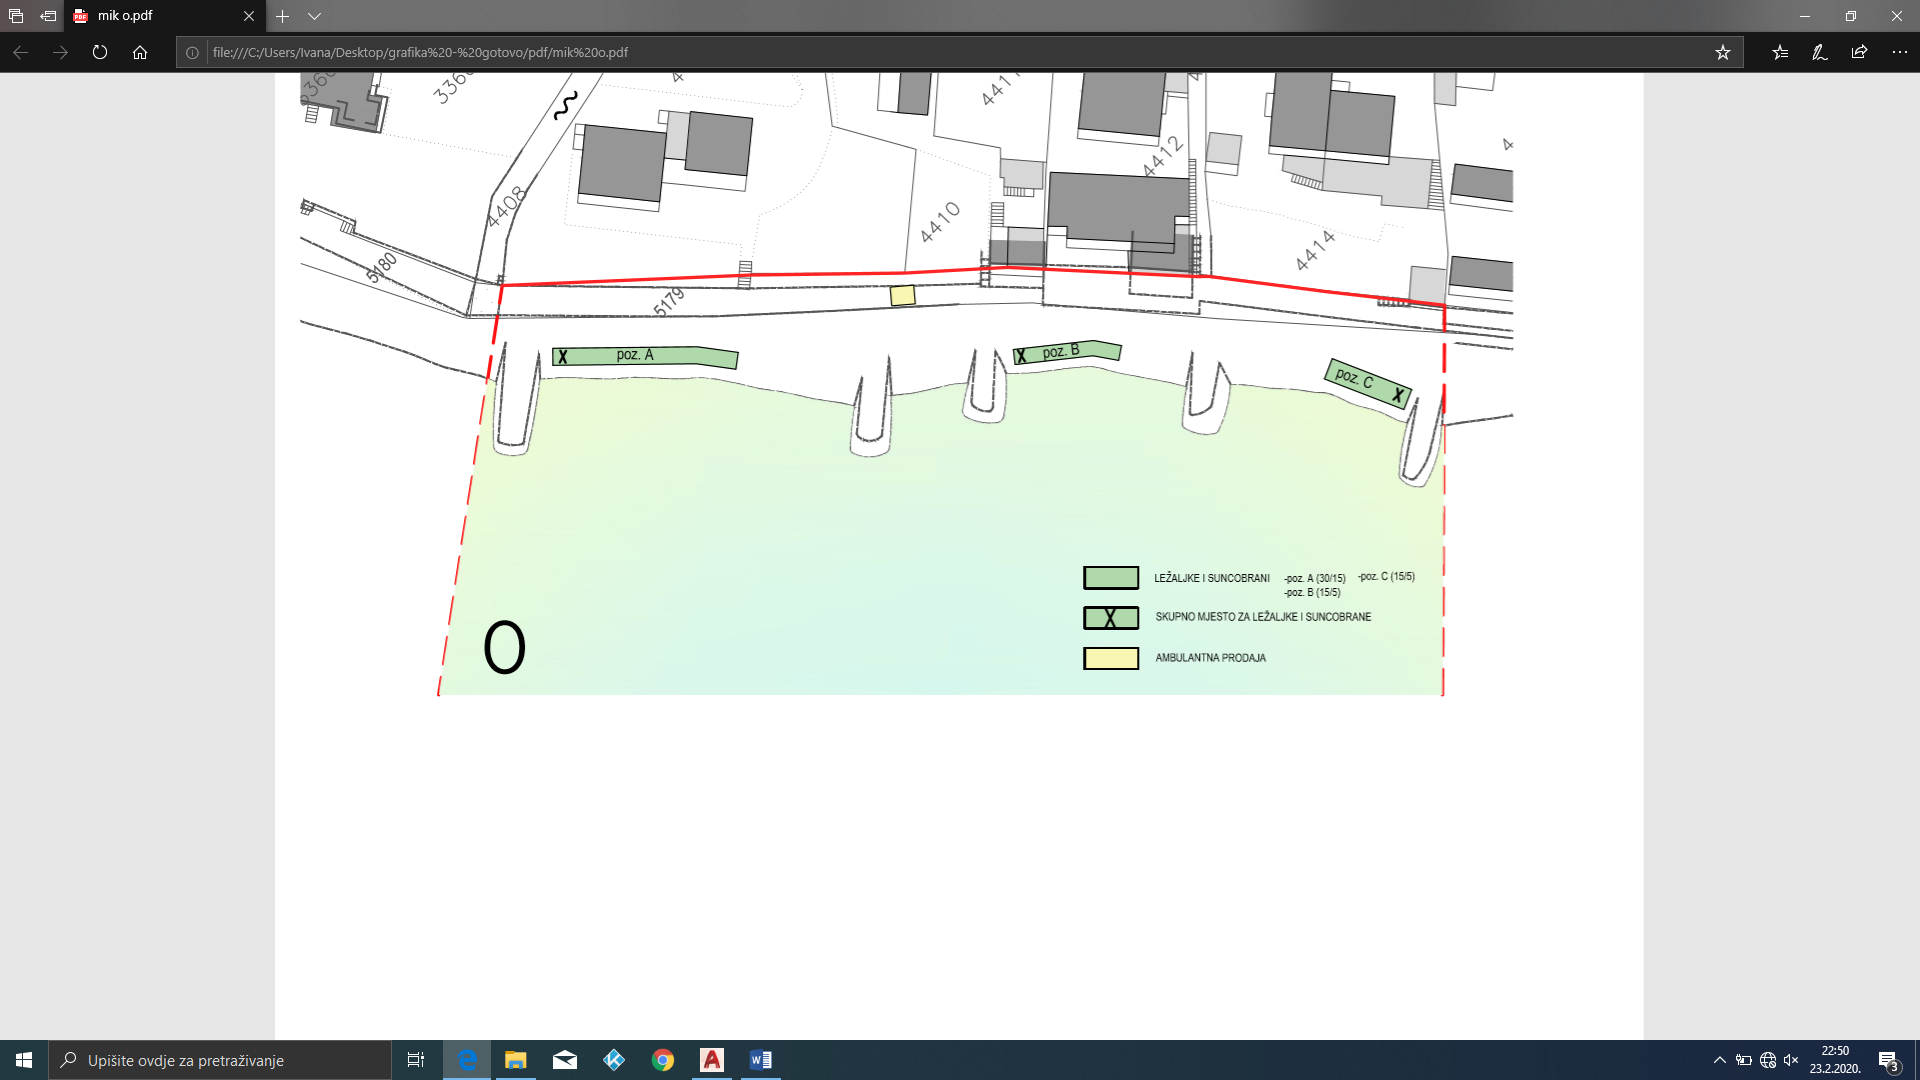 mik o.pdf
file:///C:/Users/Ivana/Desktop/grafika%20-%20gotovo/pdf/mik%20o.pdf
4408
4410
4412
4414
5180
5179
poz. A
X
poz. B
X
poz. C
X
LEŽALJKE I SUNCOBRANI -poz. A (30/15) -poz. C (15/5)
-poz. B (15/5)
X SKUPNO MJESTO ZA LEŽALJKE I SUNCOBRANE
AMBULANTNA PRODAJA
O
Upišite ovdje za pretraživanje
22:50
23.2.2020.
3